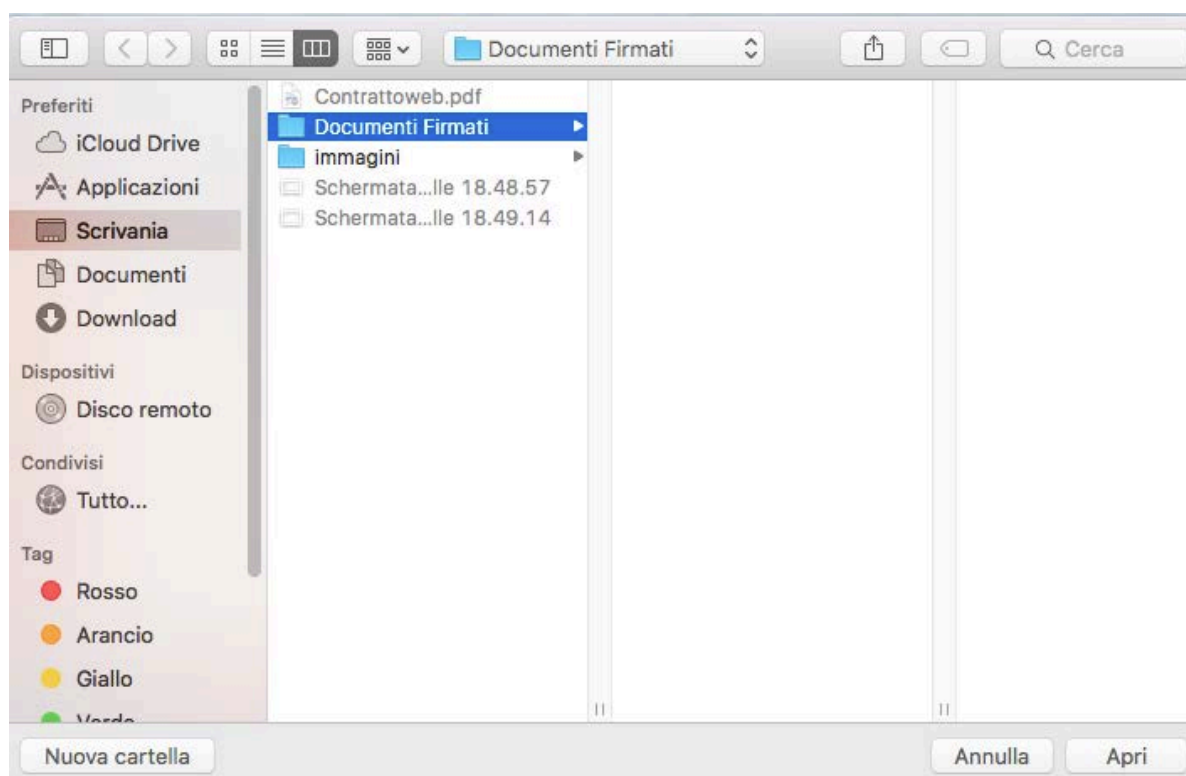 Documenti Firmati
Cerca
Preferiti
iCloud Drive
Applicazioni
Scrivania
Documenti
Download
Dispositivi
Disco remoto
Condivisi
Tutto...
Tag
Rosso
Arancio
Giallo
Verde
Contrattoweb.pdf
Documenti Firmati
immagini
Schermata...lle 18.48.57
Schermata...lle 18.49.14
Nuova cartella
Annulla
Apri